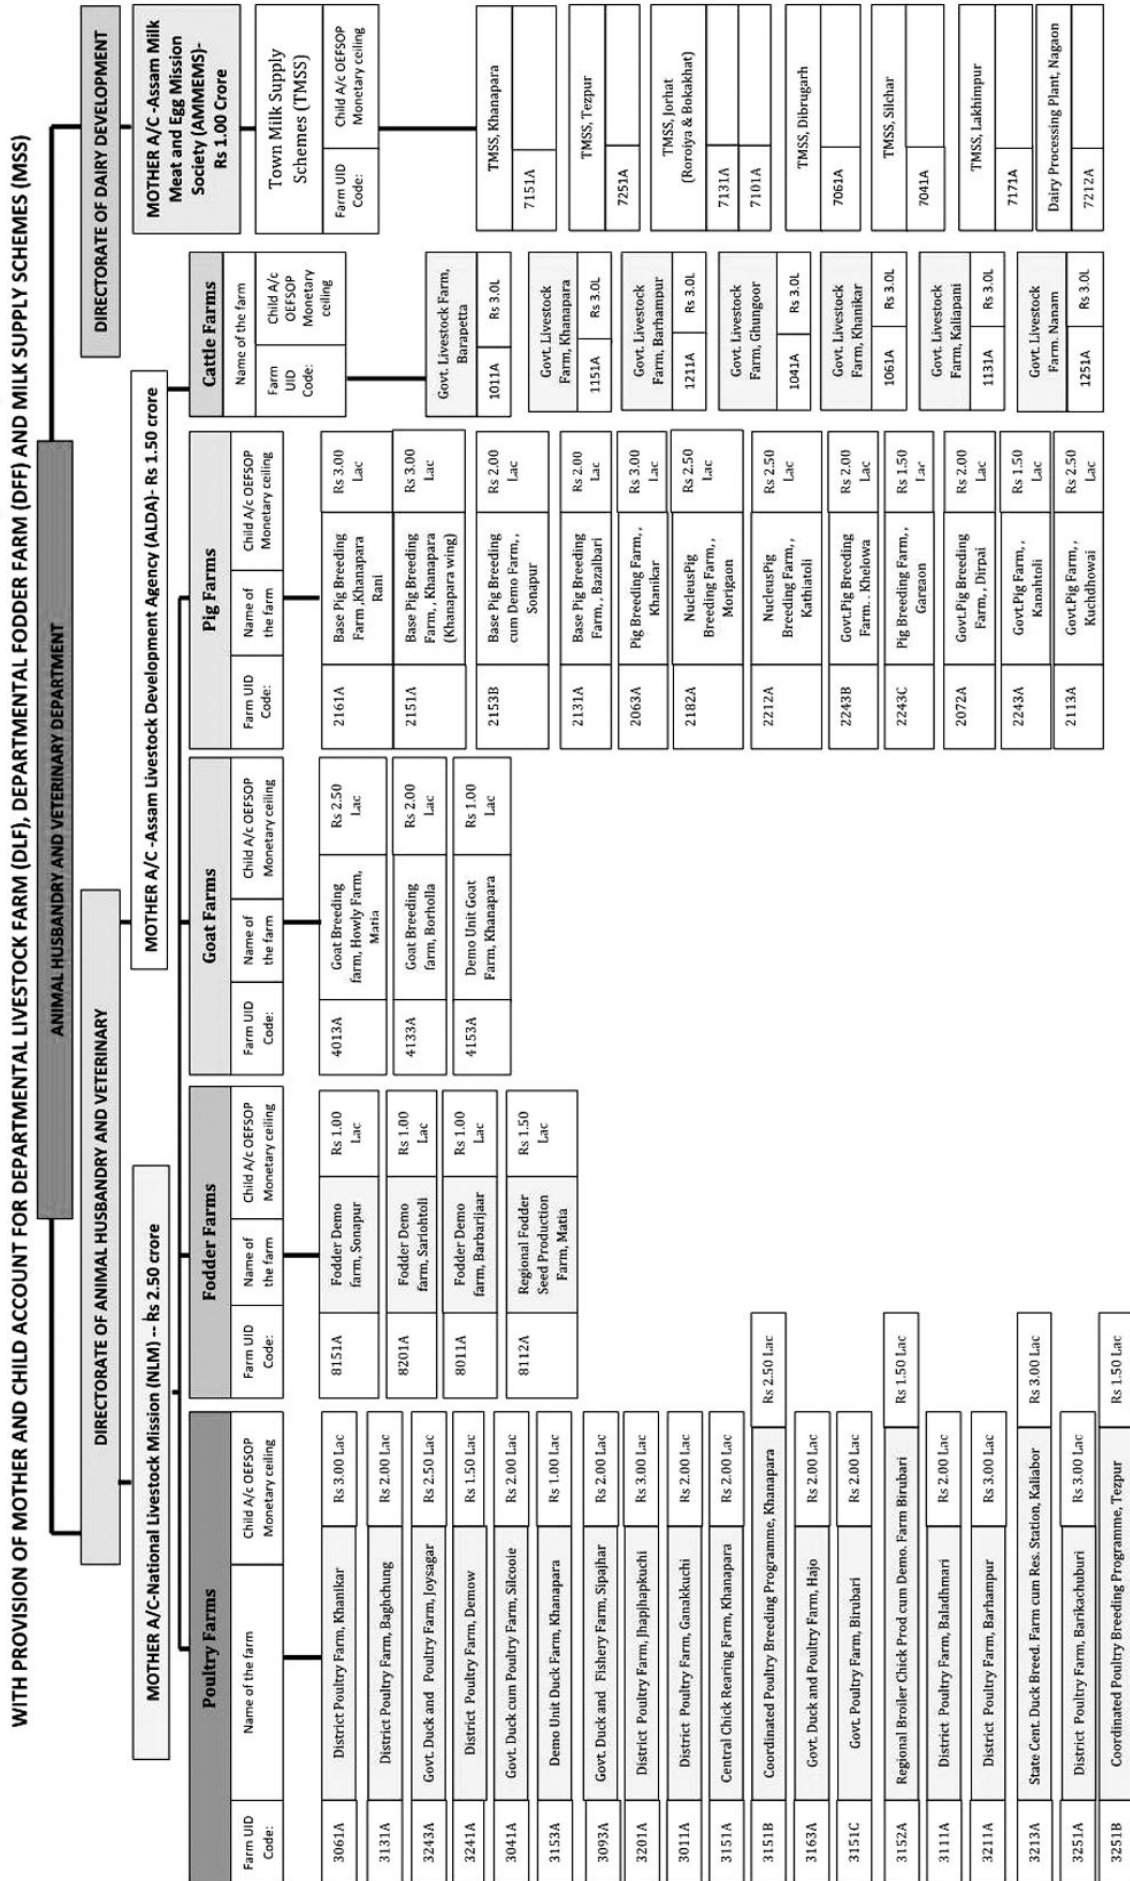 WITH PROVISION OF MOTHER AND CHILD ACCOUNT FOR DEPARTMENTAL LIVESTOCK FARM (DLF), DEPARTMENTAL FODDER FARM (DFF) AND MILK SUPPLY SCHEMES (MSS)
ANIMAL HUSBANDRY AND VETERINARY DEPARTMENT
DIRECTORATE OF ANIMAL HUSBANDRY AND VETERINARY
DIRECTORATE OF DAIRY DEVELOPMENT
MOTHER A/C-National Livestock Mission (NLM) -- Rs 2.50 crore
MOTHER A/C -Assam Livestock Development Agency (ALDA)- Rs 1.50 crore
MOTHER A/C -Assam Milk
Meat and Egg Mission
Society (AMMEMS)-
Rs 1.00 Crore
Poultry Farms
Farm UID
Code:
Name of the farm
Child A/c OEFSOP
Monetary ceiling
3061A District Poultry Farm, Khanikar Rs 3.00 Lac
3131A District Poultry Farm, Baghchung Rs 2.00 Lac
3243A Govt. Duck and Poultry Farm, Joysagar Rs 2.50 Lac
3241A District Poultry Farm, Demow Rs 1.50 Lac
3041A Govt. Duck cum Poultry Farm, Silcooie Rs 2.00 Lac
3153A Demo Unit Duck Farm, Khanapara Rs 1.00 Lac
3093A Govt. Duck and Fishery Farm, Sipajhar Rs 2.00 Lac
3201A District Poultry Farm, Jhapjhapkuchi Rs 3.00 Lac
3011A District Poultry Farm, Ganakkuchi Rs 2.00 Lac
3151A Central Chick Rearing Farm, Khanapara Rs 2.00 Lac
3151B Coordinated Poultry Breeding Programme, Khanapara Rs 2.50 Lac
3163A Govt. Duck and Poultry Farm, Hajo Rs 2.00 Lac
3151C Govt. Poultry Farm, Birubari Rs 2.00 Lac
3152A Regional Broiler Chick Prod cum Demo. Farm Birubari Rs 1.50 Lac
3111A District Poultry Farm, Baladhmari Rs 2.00 Lac
3211A District Poultry Farm, Barhampur Rs 3.00 Lac
3213A State Cent. Duck Breed. Farm cum Res. Station, Kaliabor Rs 3.00 Lac
3251A District Poultry Farm, Barikachuburi Rs 3.00 Lac
3251B Coordinated Poultry Breeding Programme, Tezpur Rs 1.50 Lac
Fodder Farms
Farm UID
Code:
Name of
the farm
Child A/c OEFSOP
Monetary ceiling
8151A Fodder Demo Rs 1.00
farm, Sonapur Lac
8201A Fodder Demo Rs 1.00
farm, Sariohtoli Lac
8011A Fodder Demo Rs 1.00
farm, Barbarijaar Lac
8112A Regional Fodder Rs 1.50
Seed Production Lac
Farm, Matia
Goat Farms
Farm UID
Code:
Name of
the farm
Child A/c OEFSOP
Monetary ceiling
4013A Goat Breeding Rs 2.50
farm, Howly Farm, Lac
Matia
4133A Goat Breeding Rs 2.00
farm, Borholla Lac
4153A Demo Unit Goat Rs 1.00
Farm, Khanapara Lac
Pig Farms
Farm UID
Code:
Name of
the farm
Child A/c OEFSOP
Monetary ceiling
2161A Base Pig Breeding Rs 3.00
Farm ,Khanapara Lac
Rani
2151A Base Pig Breeding Rs 3.00
Farm,, Khanapara Lac
(Khanapara wing)
2153B Base Pig Breeding Rs 2.00
cum Demo Farm,, Lac
Sonapur
2131A Base Pig Breeding Rs 2.00
Farm,, Bazalbari Lac
2063A Pig Breeding Farm,, Rs 3.00
Khanikar Lac
2182A NucleusPig Rs 2.50
Breeding Farm,, Lac
Morigaon
2212A NucleusPig Rs 2.50
Breeding Farm,, Lac
Kathiatoli
2243B Govt.Pig Breeding Rs 2.00
Farm. . Khelowa Lac
2243C Pig Breeding Farm,, Rs 1.50
Gargaon Lac
2072A Govt.Pig Breeding Rs 2.00
Farm,, Dirpai Lac
2243A Govt.Pig Farm,, Rs 1.50
Kanahtoli Lac
2113A Govt.Pig Farm,, Rs 2.50
Kuchdhowai Lac
Cattle Farms
Name of the farm
Farm
UID
Code:
Child A/c
OEFSOP
Monetary
ceiling
Govt. Livestock Farm,
Barapetta
1011A Rs 3.0L
Govt. Livestock
Farm, Khanapara
1151A Rs 3.0L
Govt. Livestock
Farm, Barhampur
1211A Rs 3.0L
Govt. Livestock
Farm, Ghungoor
1041A Rs 3.0L
Govt. Livestock
Farm, Khanikar
1061A Rs 3.0L
Govt. Livestock
Farm, Kaliapani
1131A Rs 3.0L
Govt. Livestock
Farm. Nanam
1251A Rs 3.0L
Town Milk Supply
Schemes (TMSS)
Farm UID
Code:
Child A/c OEFSOP
Monetary ceiling
TMSS, Khanapara
7151A
TMSS, Tezpur
7251A
TMSS, Jorhat
(Roroiya & Bokakhat)
7131A
7101A
TMSS, Dibrugarh
7061A
TMSS, Silchar
7041A
TMSS, Lakhimpur
7171A
Dairy Processing Plant, Nagaon
7212A